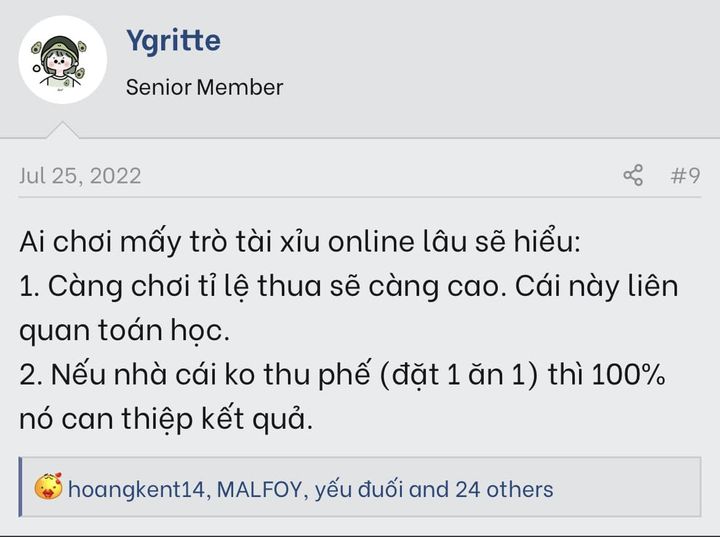 Ygritte
Senior Member
Jul 25, 2022
#9
Ai chơi mấy trò tài xỉu online lâu sẽ hiểu:
1. Càng chơi tỉ lệ thua sẽ càng cao. Cái này liên
quan toán học.
2. Nếu nhà cái ko thu phế (đặt 1 ăn 1) thì 100%
nó can thiệp kết quả.
hoangkent14, MALFOY, yếu đuối and 24 others